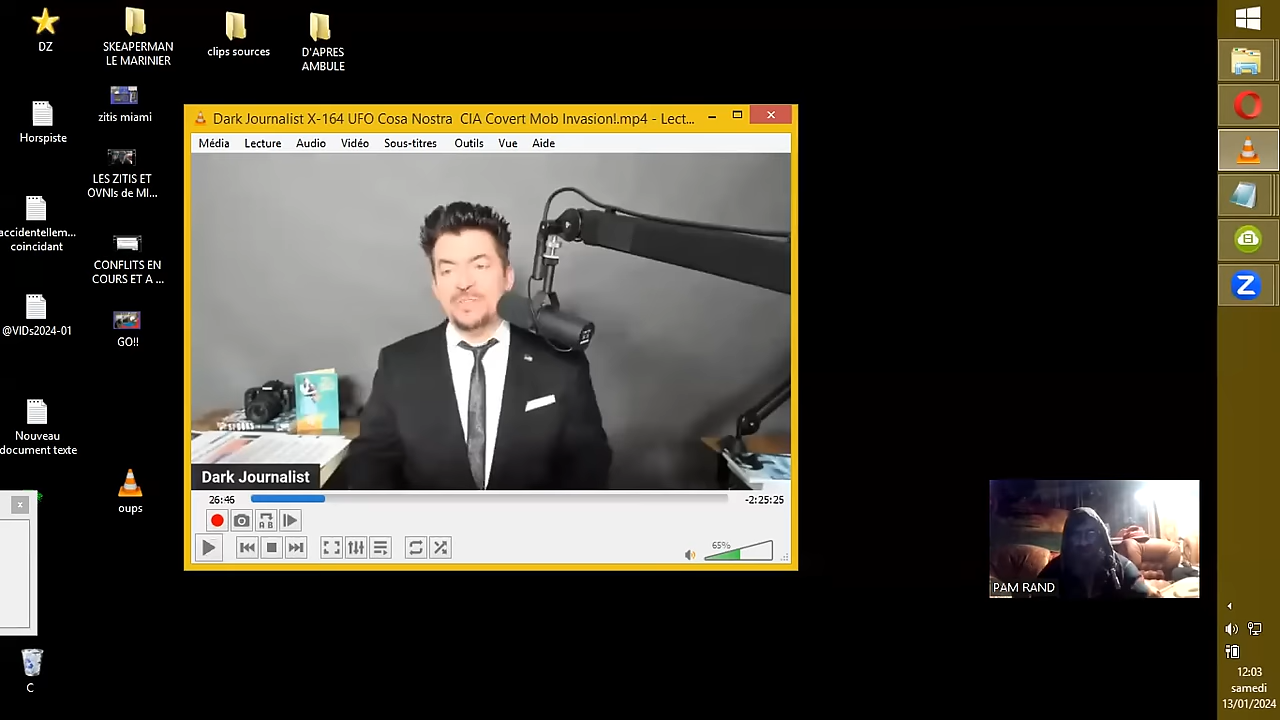 DZ
SKEAPERMAN
LE MARINIER
clips sources
D'APRES
AMBULE
Horspiste
zitis miami
LES ZITIS ET
OVNIs de MI...
accidentellem...
coincidant
CONFLITS EN
COURS ET A ...
@VIDs2024-01
GO!!
Nouveau
document texte
oups
C
Dark Journalist X-164 UFO Cosa Nostra  CIA Covert Mob Invasion!.mp4 - Lect...
Média Lecture Audio Vidéo Sous-titres Outils Vue Aide
Dark Journalist
26:46
-2:25:25
65%
PAM RAND
12:03
samedi
13/01/2024